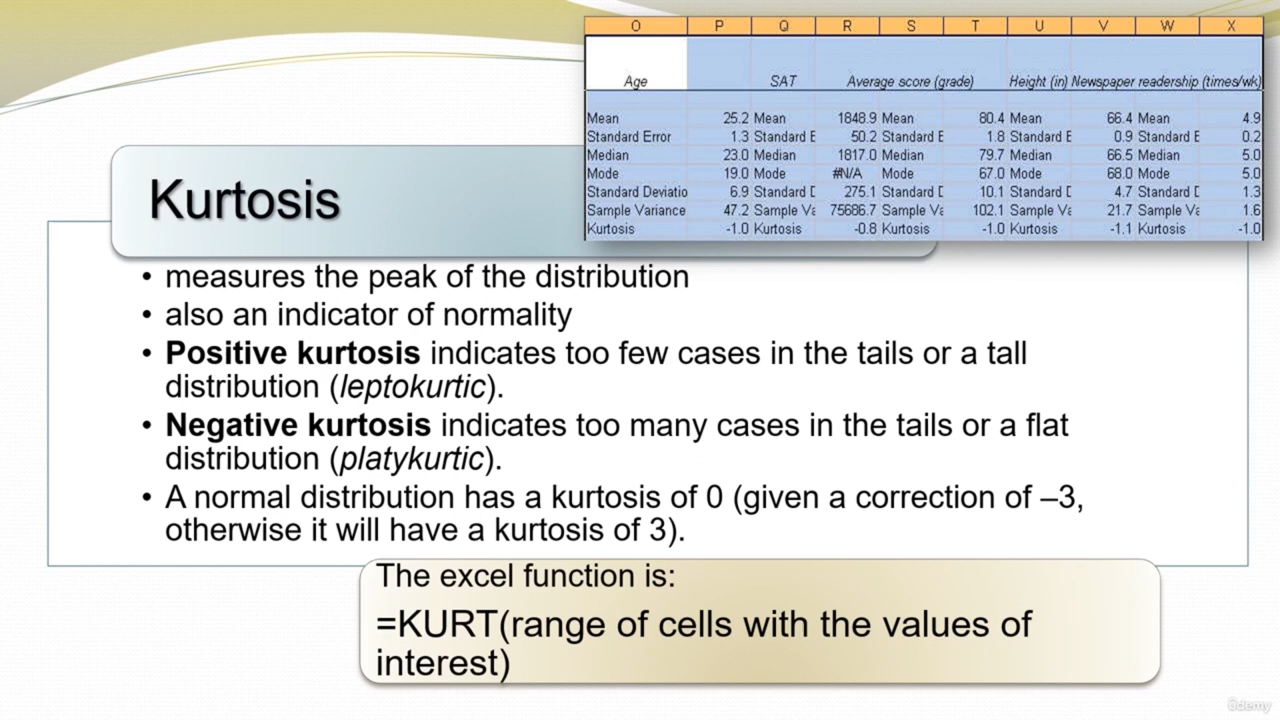 O P Q R S T U V W X
Age SAT Average score (grade) Height (in) Newspaper readership (times/wk)
Mean 25.2 Mean 1848.9 Mean 80.4 Mean 66.4 Mean 4.9
Standard Error 1.3 Standard E 50.2 Standard E 1.8 Standard E 0.9 Standard E 0.2
Median 23.0 Median 1817.0 Median 79.7 Median 66.5 Median 5.0
Mode 19.0 Mode #N/A Mode 67.0 Mode 68.0 Mode 5.0
Standard Deviatio 6.9 Standard D 275.1 Standard D 10.1 Standard D 4.7 Standard D 1.3
Sample Variance 47.2 Sample Va 75686.7 Sample Va 102.1 Sample Va 21.7 Sample Va 1.6
Kurtosis -1.0 Kurtosis -0.8 Kurtosis -1.0 Kurtosis -1.1 Kurtosis -1.0
Kurtosis
• measures the peak of the distribution
• also an indicator of normality
• Positive kurtosis indicates too few cases in the tails or a tall
distribution (leptokurtic).
• Negative kurtosis indicates too many cases in the tails or a flat
distribution (platykurtic).
• A normal distribution has a kurtosis of 0 (given a correction of –3,
otherwise it will have a kurtosis of 3).
The excel function is:
=KURT(range of cells with the values of
interest)
ûdemy